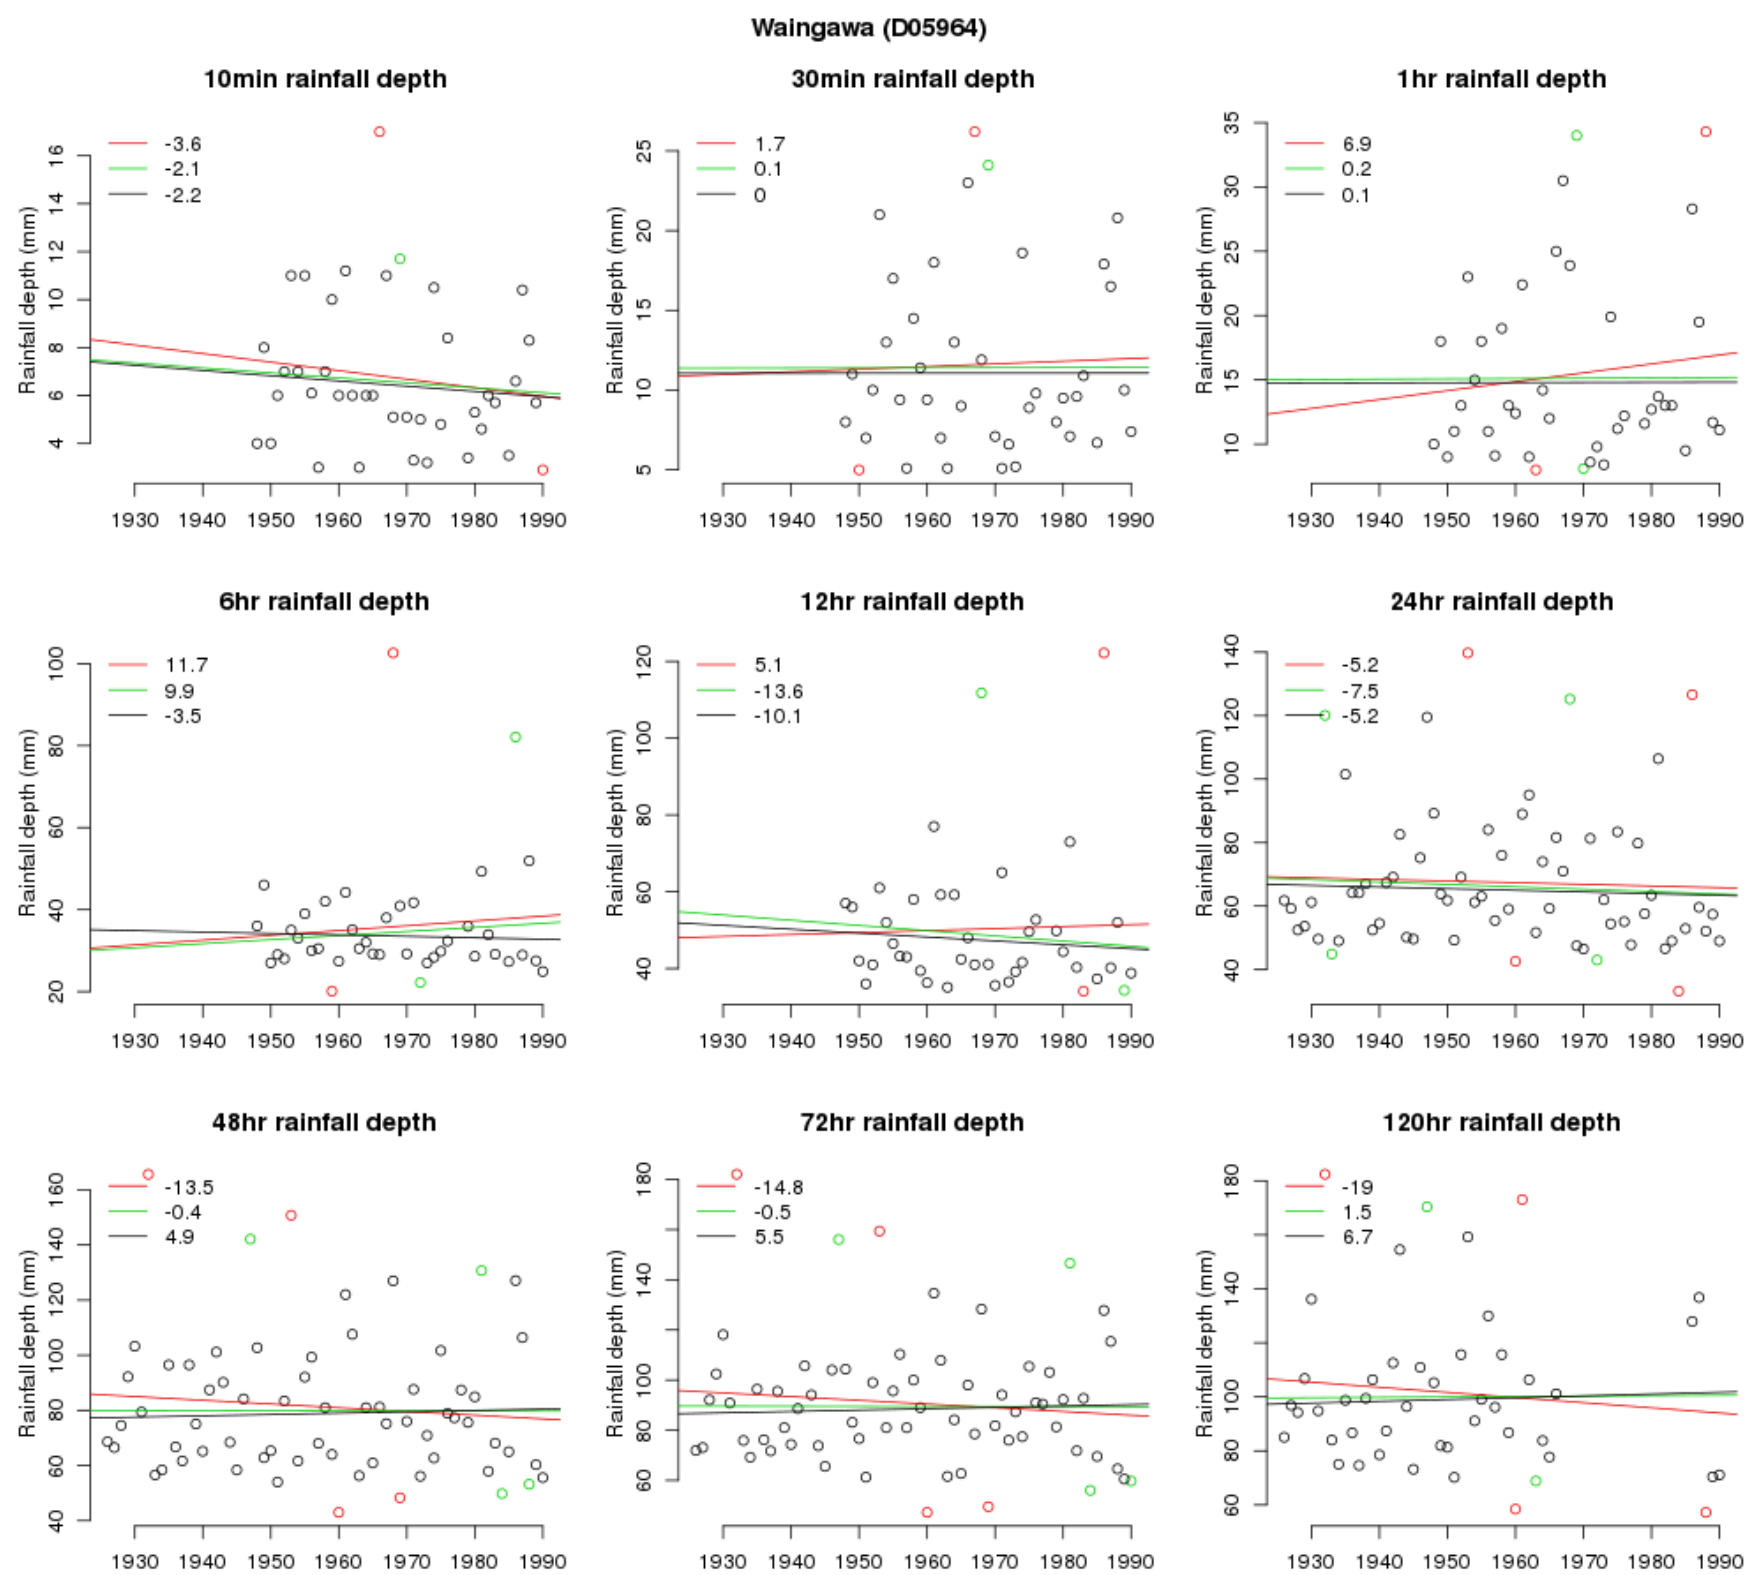 Waingawa (D05964)
10min rainfall depth
Rainfall depth (mm)
16
14
12
10
8
6
4
-3.6
-2.1
-2.2
1930 1940 1950 1960 1970 1980 1990
30min rainfall depth
Rainfall depth (mm)
25
20
15
10
5
1.7
0.1
0
1930 1940 1950 1960 1970 1980 1990
1hr rainfall depth
Rainfall depth (mm)
35
30
25
20
15
10
6.9
0.2
0.1
1930 1940 1950 1960 1970 1980 1990
6hr rainfall depth
Rainfall depth (mm)
100
80
60
40
20
11.7
9.9
-3.5
1930 1940 1950 1960 1970 1980 1990
12hr rainfall depth
Rainfall depth (mm)
120
100
80
60
40
5.1
-13.6
-10.1
1930 1940 1950 1960 1970 1980 1990
24hr rainfall depth
Rainfall depth (mm)
140
120
100
80
60
40
-5.2
-7.5
-5.2
1930 1940 1950 1960 1970 1980 1990
48hr rainfall depth
Rainfall depth (mm)
160
140
120
100
80
60
40
-13.5
-0.4
4.9
1930 1940 1950 1960 1970 1980 1990
72hr rainfall depth
Rainfall depth (mm)
180
140
100
80
60
-14.8
-0.5
5.5
1930 1940 1950 1960 1970 1980 1990
120hr rainfall depth
Rainfall depth (mm)
180
140
100
80
60
-19
1.5
6.7
1930 1940 1950 1960 1970 1980 1990